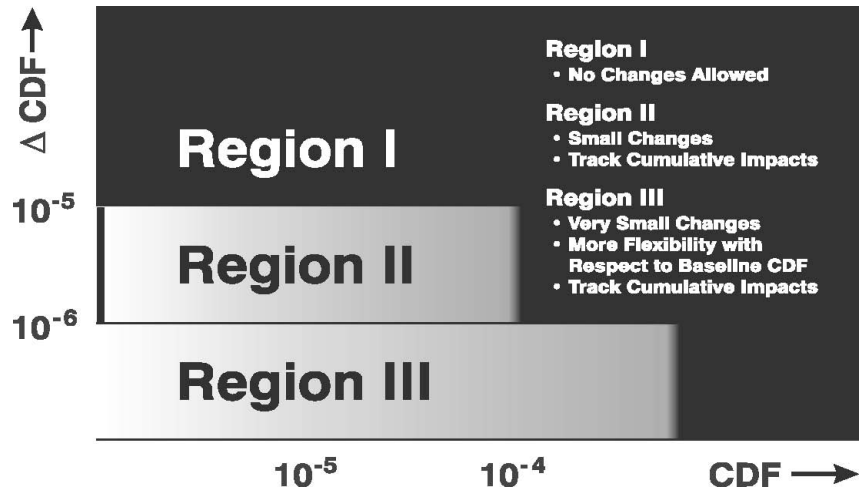 Δ CDF →
Region I
• No Changes Allowed
Region II
• Small Changes
• Track Cumulative Impacts
Region III
• Very Small Changes
• More Flexibility with
Respect to Baseline CDF
• Track Cumulative Impacts
Region I
10⁻⁵
Region II
10⁻⁶
Region III
10⁻⁵ 10⁻⁴ CDF →